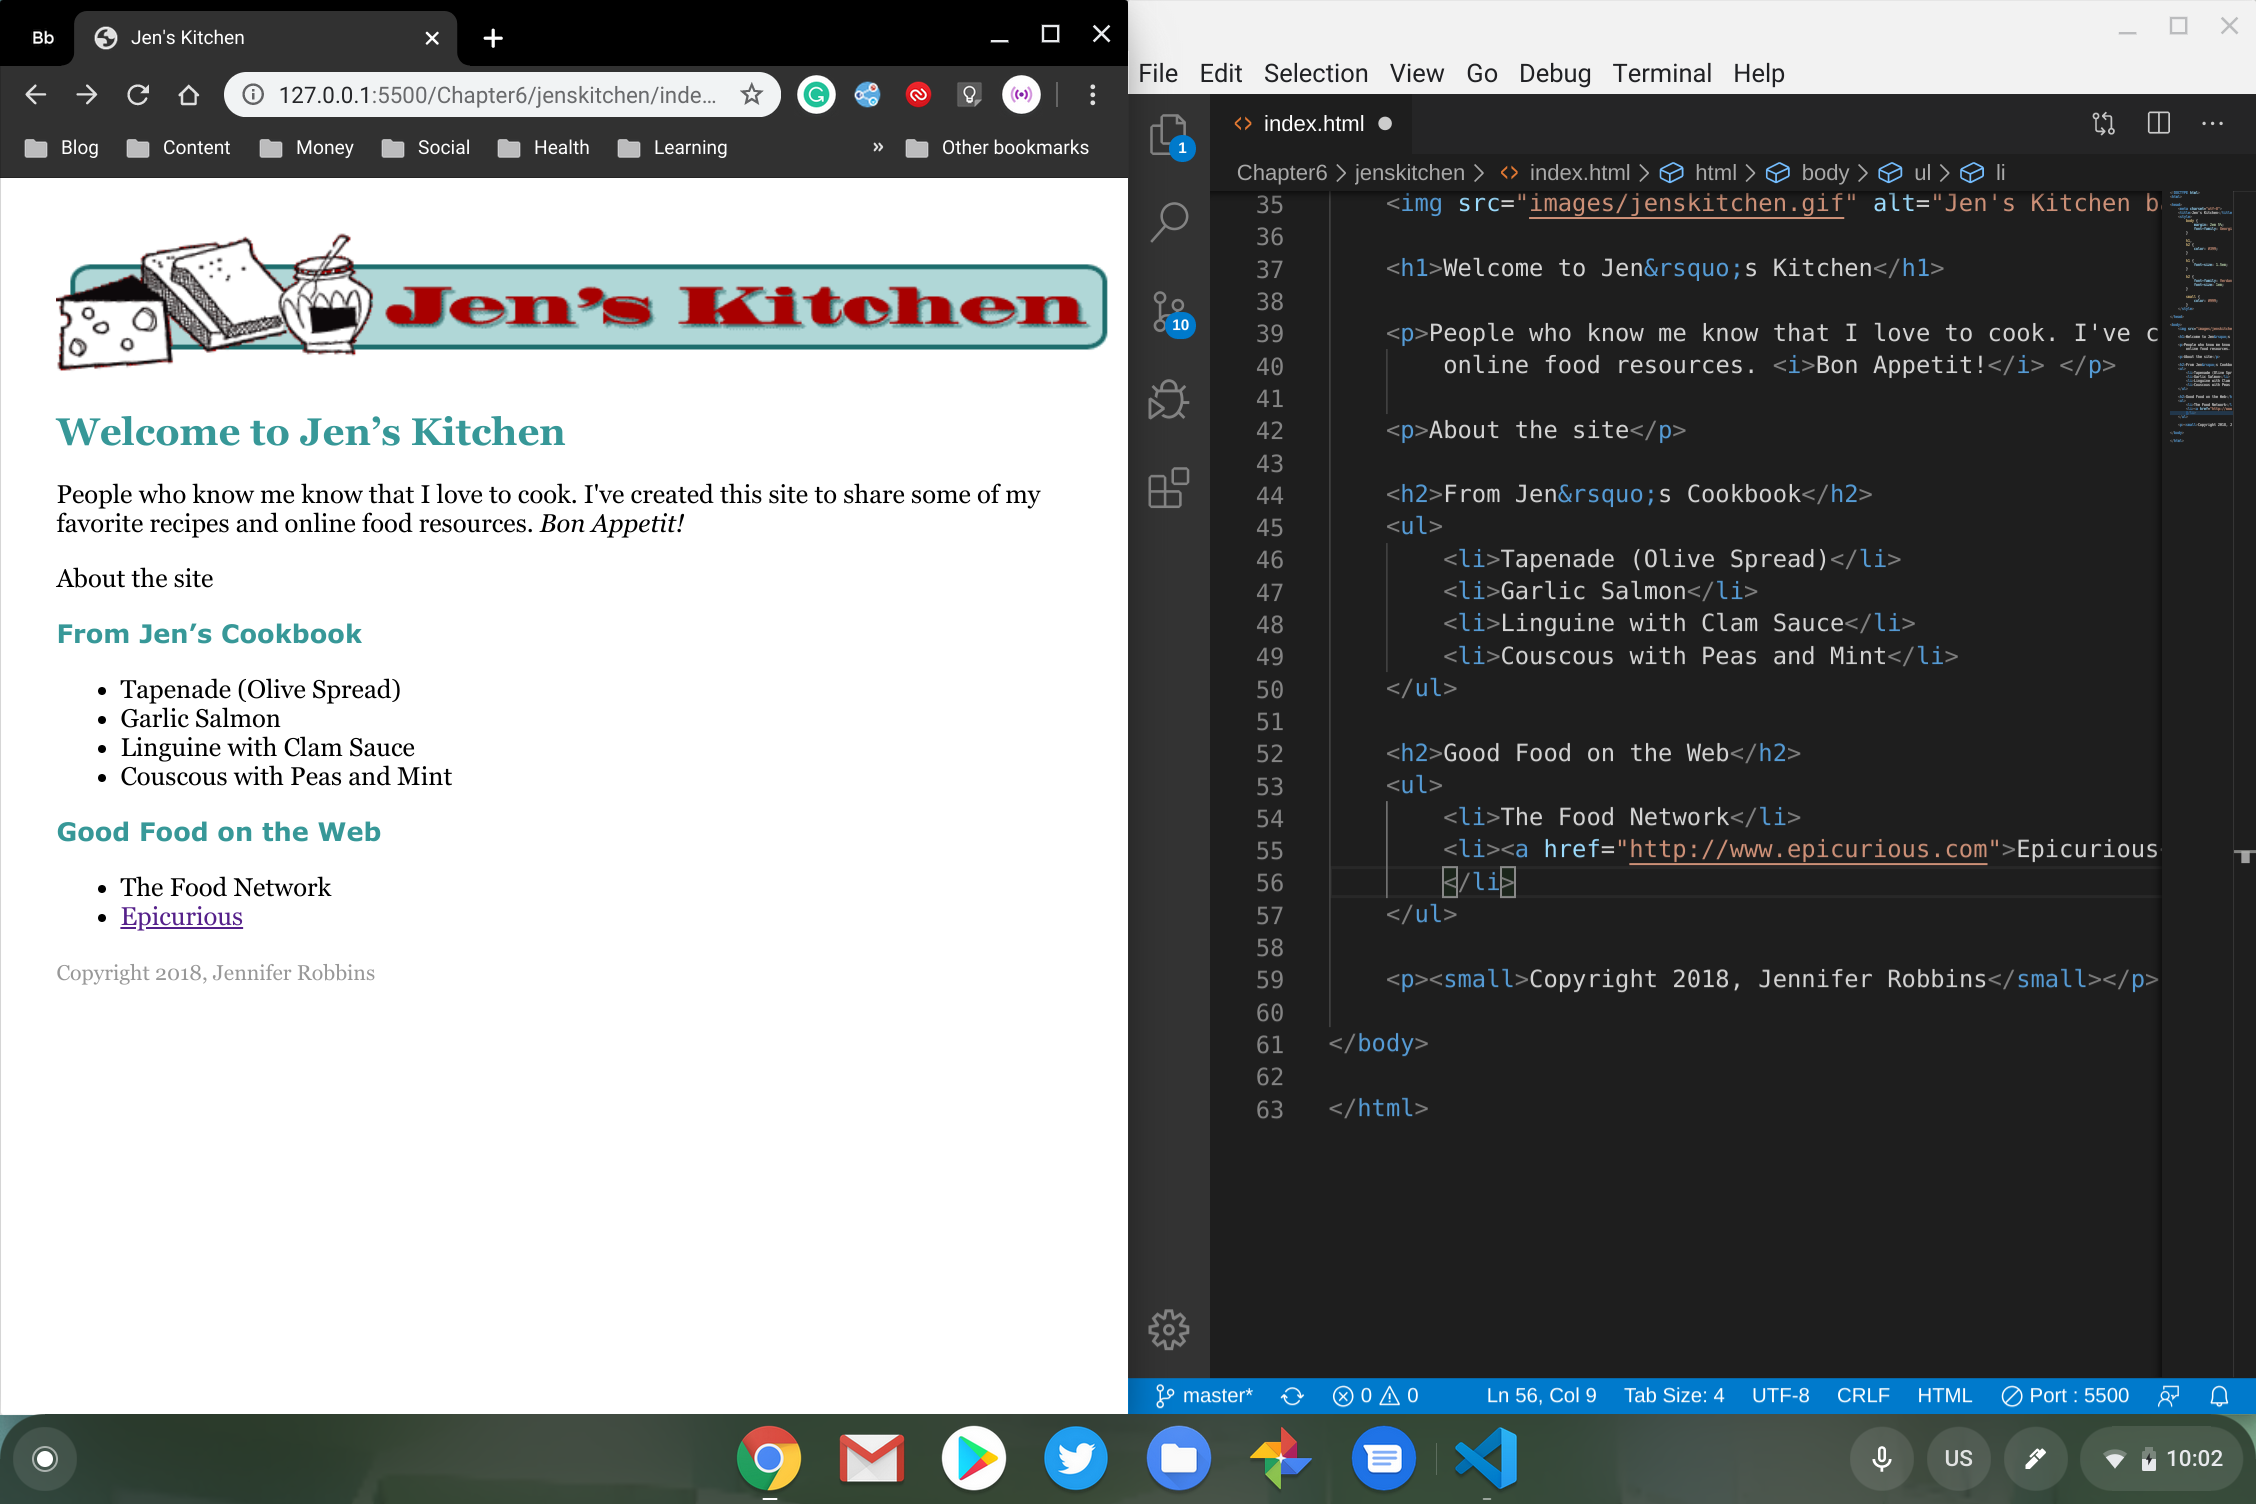 Bb
Jen's Kitchen
127.0.0.1:5500/Chapter6/jenskitchen/inde...
Blog Content Money Social Health Learning » Other bookmarks
Jen's Kitchen
Welcome to Jen’s Kitchen
People who know me know that I love to cook. I've created this site to share some of my
favorite recipes and online food resources. Bon Appetit!
About the site
From Jen’s Cookbook
• Tapenade (Olive Spread)
• Garlic Salmon
• Linguine with Clam Sauce
• Couscous with Peas and Mint
Good Food on the Web
• The Food Network
• Epicurious
Copyright 2018, Jennifer Robbins
File Edit Selection View Go Debug Terminal Help
1
10
index.html
Chapter6 > jenskitchen > index.html > html > body > ul > li
35 <img src="images/jenskitchen.gif" alt="Jen's Kitchen ba
36
37 <h1>Welcome to Jen&rsquo;s Kitchen</h1>
38
39 <p>People who know me know that I love to cook. I've c
40 online food resources. <i>Bon Appetit!</i> </p>
41
42 <p>About the site</p>
43
44 <h2>From Jen&rsquo;s Cookbook</h2>
45 <ul>
46 <li>Tapenade (Olive Spread)</li>
47 <li>Garlic Salmon</li>
48 <li>Linguine with Clam Sauce</li>
49 <li>Couscous with Peas and Mint</li>
50 </ul>
51
52 <h2>Good Food on the Web</h2>
53 <ul>
54 <li>The Food Network</li>
55 <li><a href="http://www.epicurious.com">Epicurious<
56 </li>
57 </ul>
58
59 <p><small>Copyright 2018, Jennifer Robbins</small></p>
60
61 </body>
62
63 </html>
master* 0 0 Ln 56, Col 9 Tab Size: 4 UTF-8 CRLF HTML Port : 5500
US 10:02